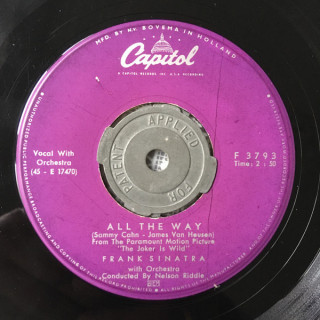 MFG. BY NV. BOVEMA IN HOLLAND
Capitol
A CAPITOL RECORDS INC. U.S.A. RECORDING
Vocal With
Orchestra
(45 - E 17470)
F 3793
Time: 2:50
PATENT APPLIED FOR
ALL THE WAY
(Sammy Cahn - James Van Heusen)
From The Paramount Motion Picture
"The Joker Is Wild"
FRANK SINATRA
with Orchestra
Conducted By Nelson Riddle